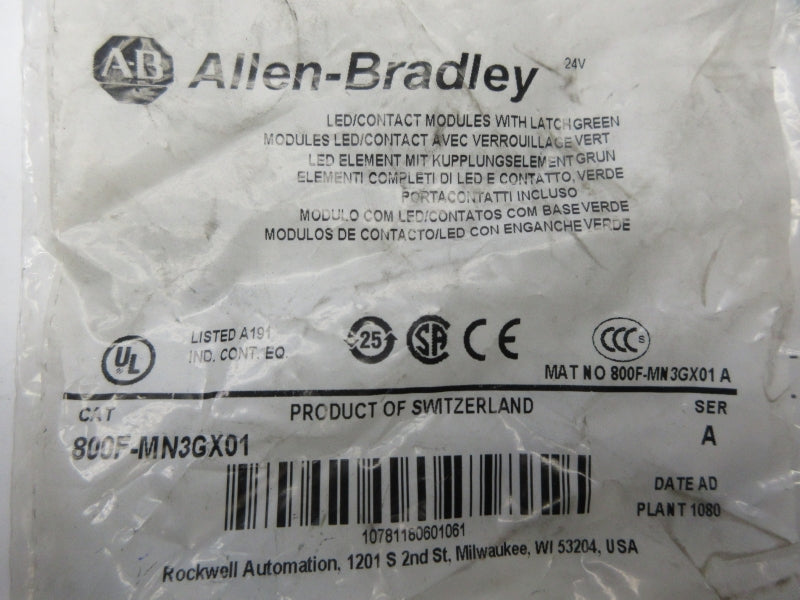 AB Allen-Bradley 24V
LED/CONTACT MODULES WITH LATCH GREEN
MODULES LED/CONTACT AVEC VERROUILLAGE VERT
LED ELEMENT MIT KUPPLUNGSELEMENT GRUN
ELEMENTI COMPLETI DI LED E CONTATTO, VERDE
PORTACONTATTI INCLUSO
MODULO COM LED/CONTATOS COM BASE VERDE
MODULOS DE CONTACTO/LED CON ENGANCHE VERDE
UL LISTED A191 25 SA CE CCC S
IND. CONT. EQ.
MAT NO 800F-MN3GX01 A
CAT PRODUCT OF SWITZERLAND SER
800F-MN3GX01 A
DATE AD
PLANT 1080
10781180601061
Rockwell Automation, 1201 S 2nd St, Milwaukee, WI 53204, USA